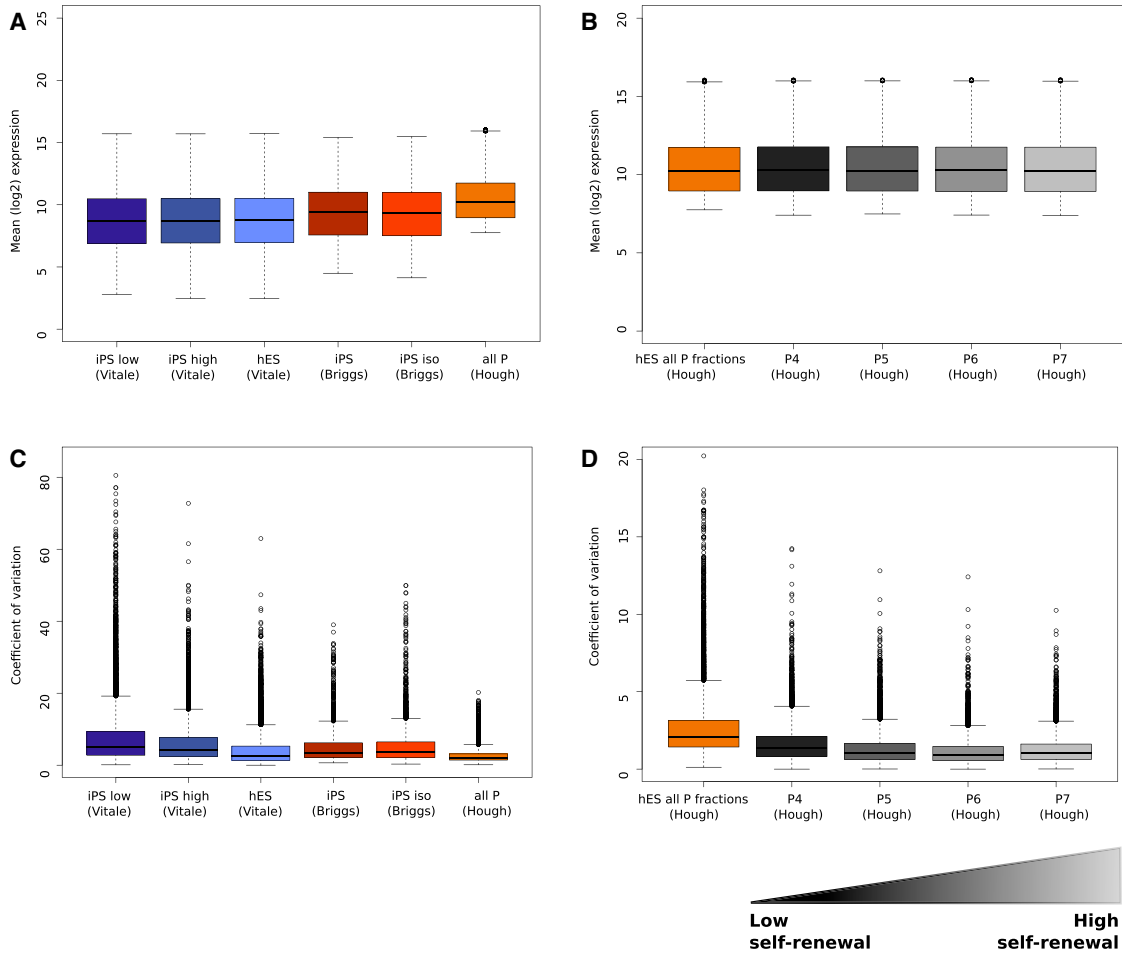 A
Mean (log2) expression
25
20
15
10
5
0
iPS low
(Vitale)
iPS high
(Vitale)
hES
(Vitale)
iPS
(Briggs)
iPS iso
(Briggs)
all P
(Hough)
B
Mean (log2) expression
20
15
10
5
0
hES all P fractions
(Hough)
P4
(Hough)
P5
(Hough)
P6
(Hough)
P7
(Hough)
C
Coefficient of variation
80
60
40
20
0
iPS low
(Vitale)
iPS high
(Vitale)
hES
(Vitale)
iPS
(Briggs)
iPS iso
(Briggs)
all P
(Hough)
D
Coefficient of variation
20
15
10
5
0
hES all P fractions
(Hough)
P4
(Hough)
P5
(Hough)
P6
(Hough)
P7
(Hough)
Low
self-renewal
High
self-renewal